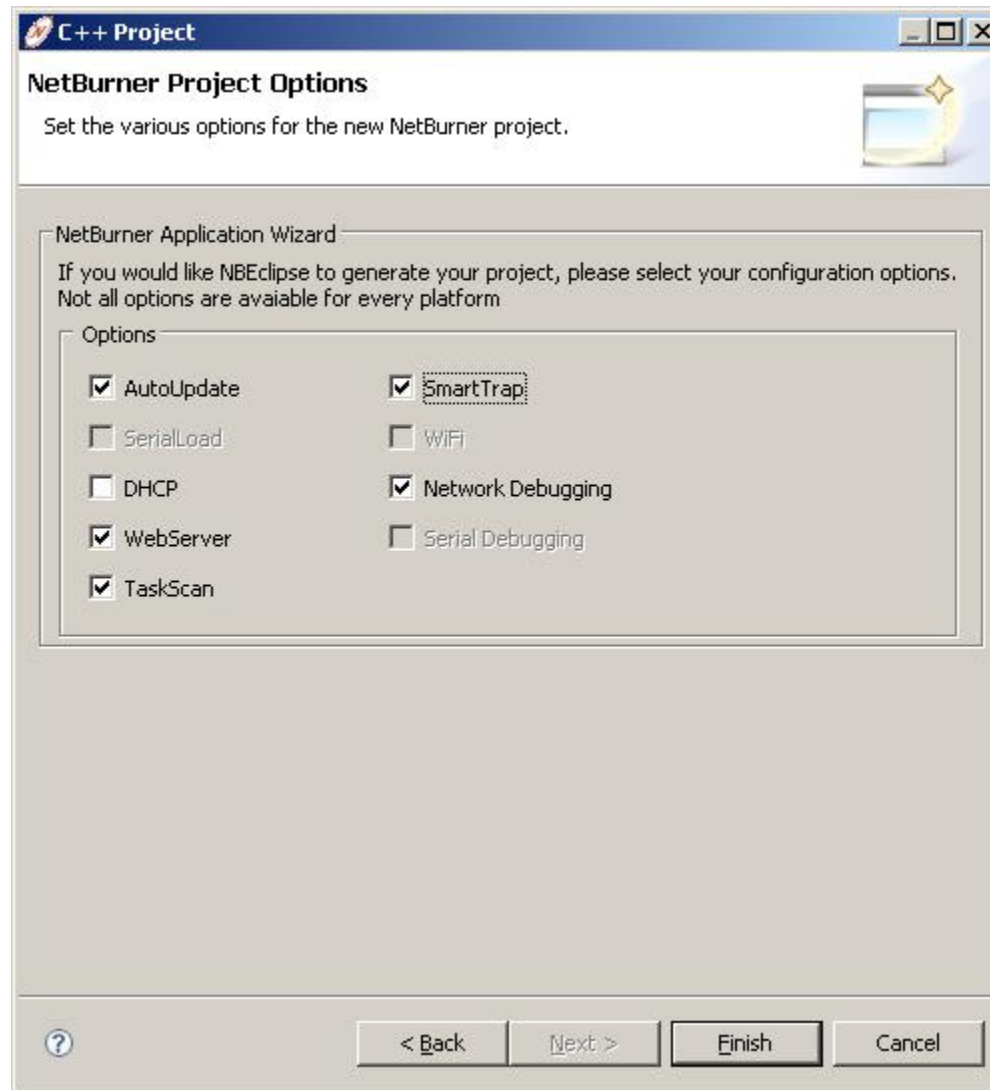 C++ Project
NetBurner Project Options
Set the various options for the new NetBurner project.
NetBurner Application Wizard
If you would like NBEclipse to generate your project, please select your configuration options.
Not all options are avaiable for every platform
Options
AutoUpdate
SmartTrap
SerialLoad
WiFi
DHCP
Network Debugging
WebServer
Serial Debugging
TaskScan
?
< Back
Next >
Finish
Cancel